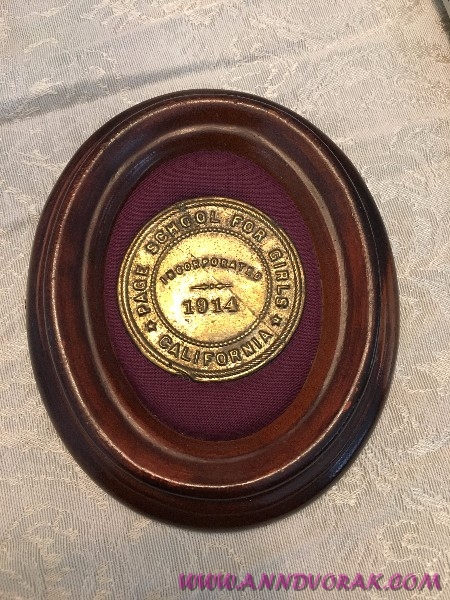 PAGE SCHOOL FOR GIRLS
INCORPORATED
1914
CALIFORNIA
WWW.ANNDVORAK.COM